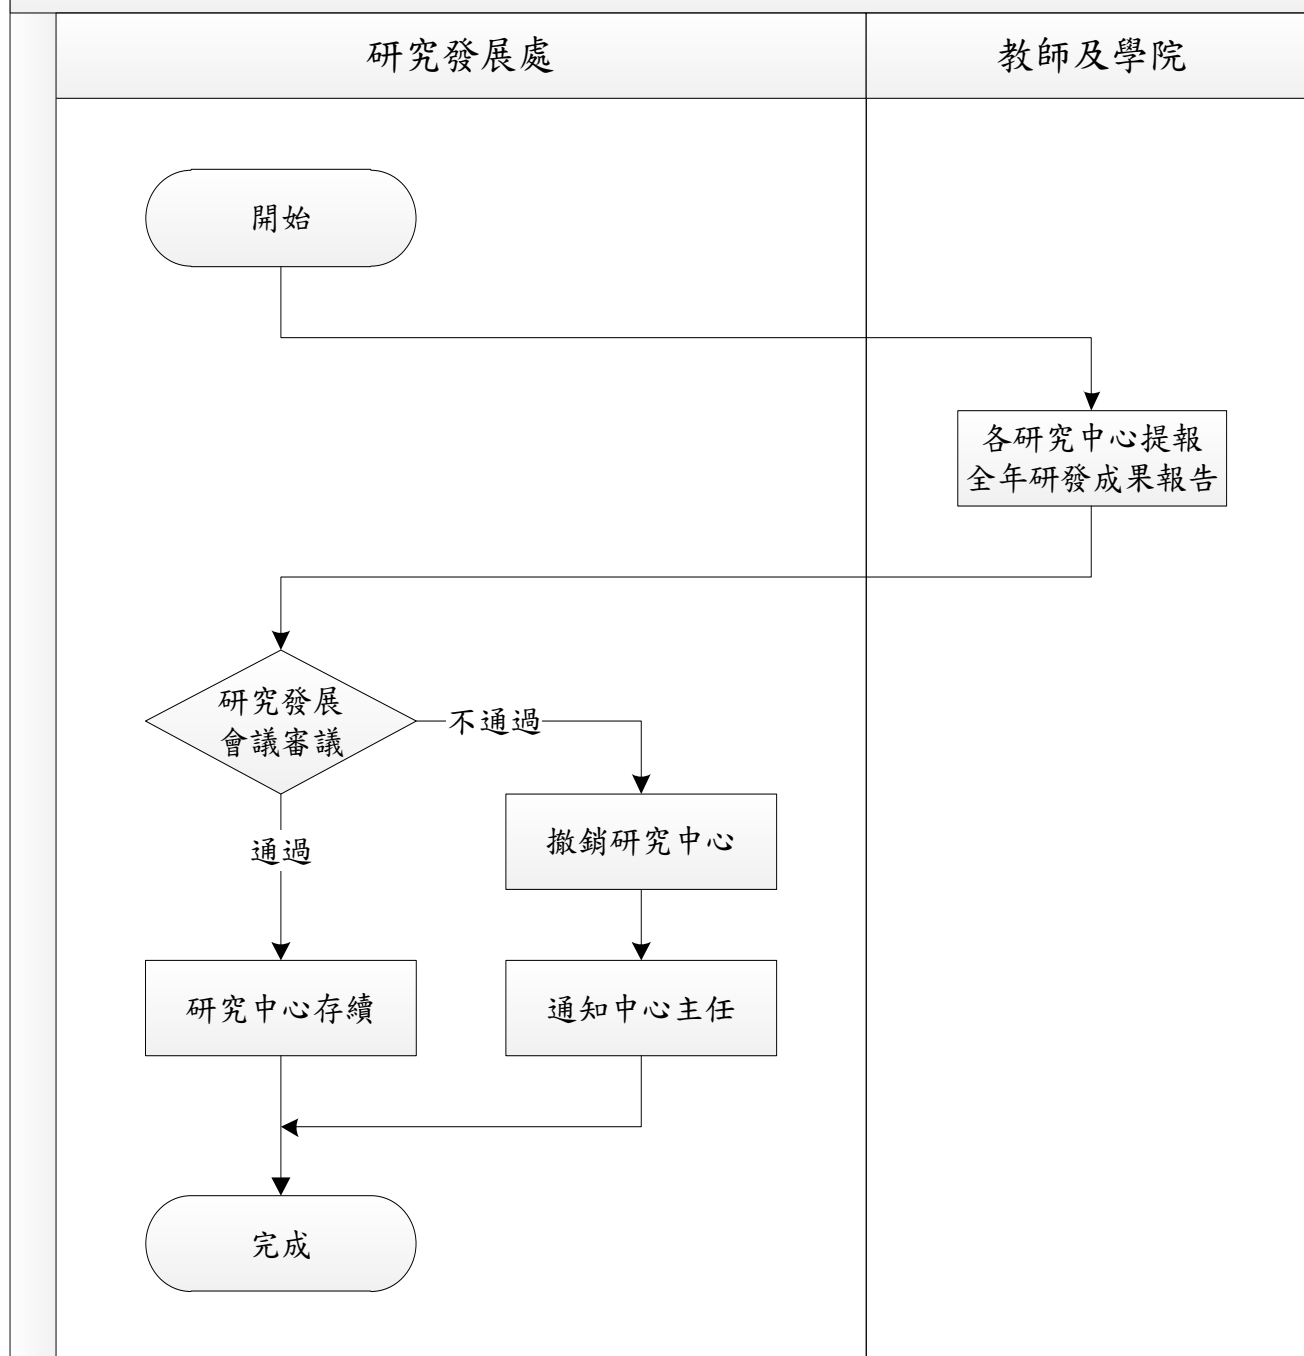 研究發展處
教師及學院
開始
各研究中心提報
全年研發成果報告
研究發展
會議審議
不通過
撤銷研究中心
通過
研究中心存續
通知中心主任
完成